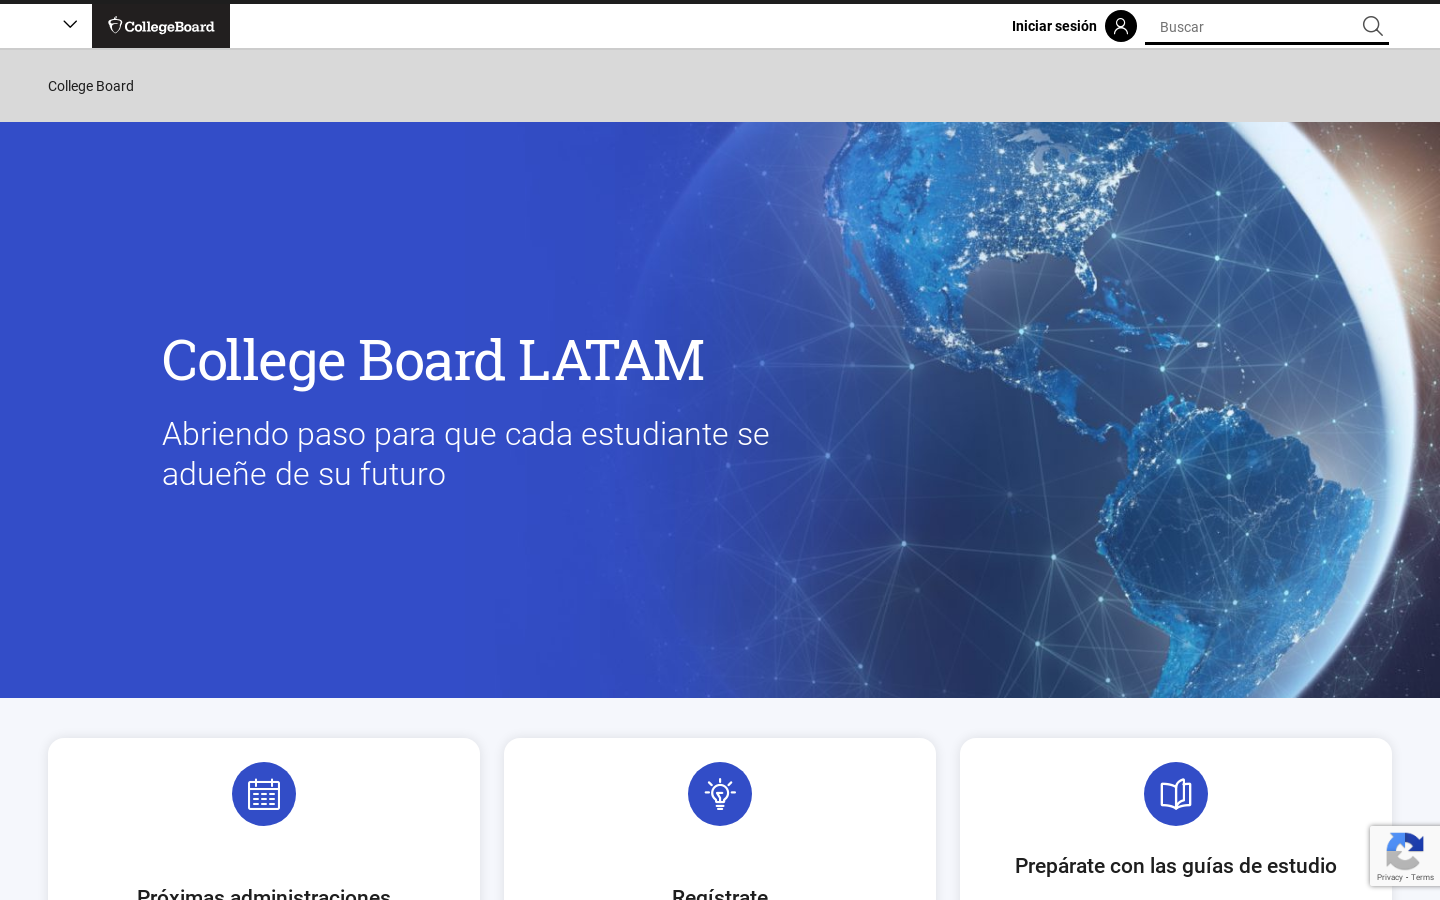 CollegeBoard
Iniciar sesión
Buscar
College Board
College Board LATAM
Abriendo paso para que cada estudiante se
adueñe de su futuro
Próximas administraciones
Regístrate
Prepárate con las guías de estudio
Privacy - Terms